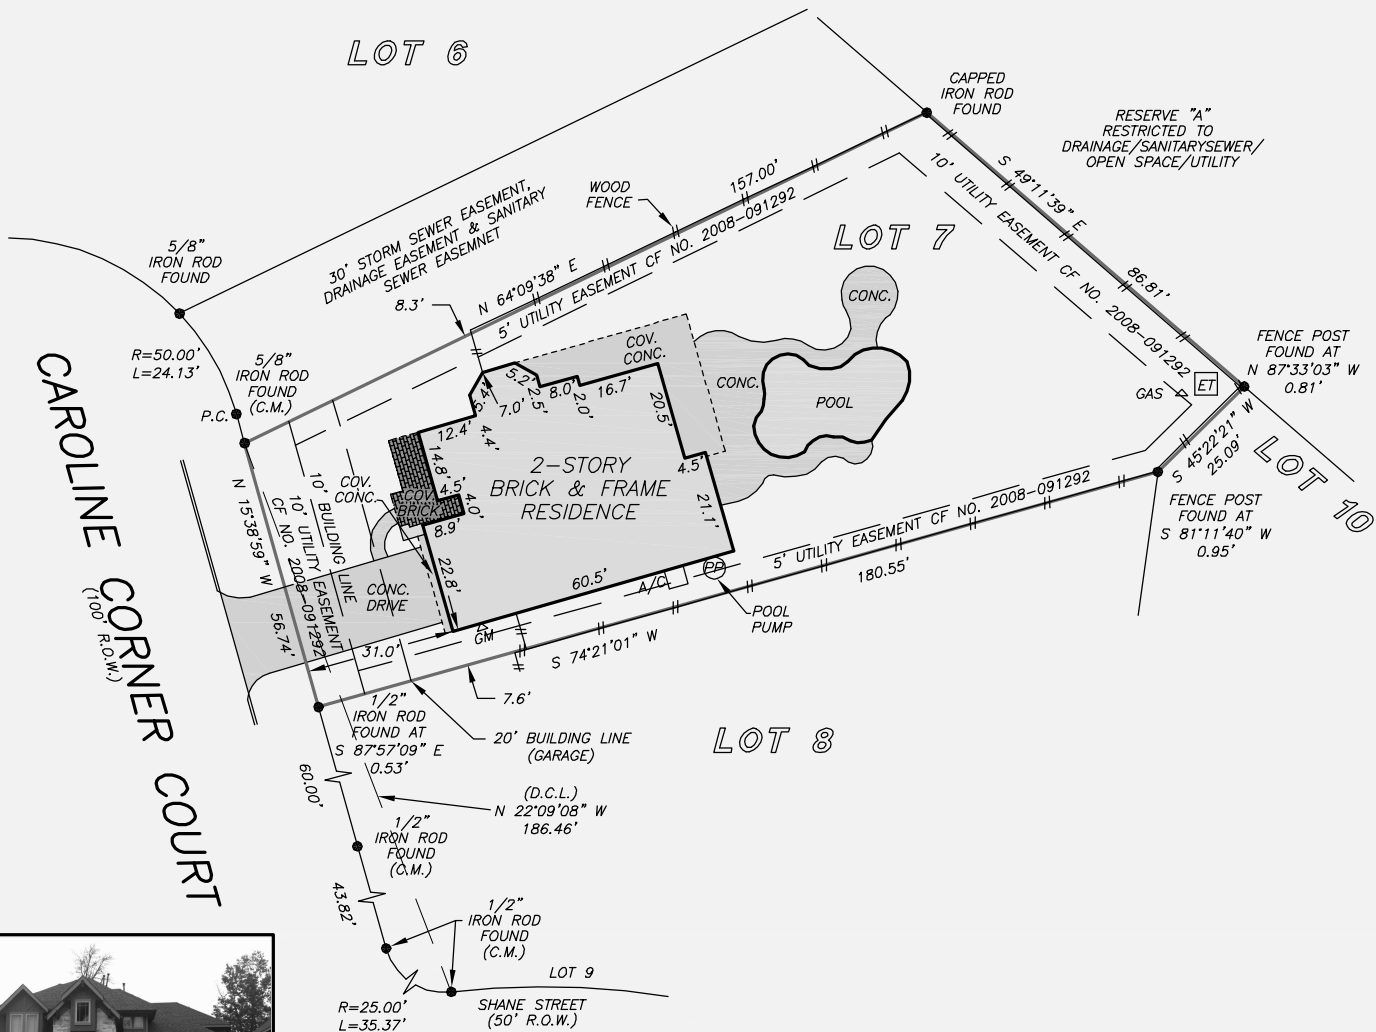 LOT 6
CAPPED
IRON ROD
FOUND
RESERVE "A"
RESTRICTED TO
DRAINAGE/SANITARYSEWER/
OPEN SPACE/UTILITY
S 49°11'39" E
86.81'
10' UTILITY EASEMENT CF NO. 2008-091292
157.00'
WOOD
FENCE
30' STORM SEWER EASEMENT,
DRAINAGE EASEMENT & SANITARY
SEWER EASEMNET
N 64°09'38" E
5' UTILITY EASEMENT CF NO. 2008-091292
LOT 7
5/8"
IRON ROD
FOUND
8.3'
R=50.00'
L=24.13'
5/8"
IRON ROD
FOUND
(C.M.)
P.C.
CONC.
COV.
CONC.
CONC.
POOL
GAS
ET
FENCE POST
FOUND AT
N 87°33'03" W
0.81'
S 45°22'21" W
25.09'
LOT 10
FENCE POST
FOUND AT
S 81°11'40" W
0.95'
5.4'
7.0'
5.2'
2.5'
8.0'
2.0'
16.7'
20.5'
4.5'
21.1'
12.4'
4.4'
14.8'
4.5'
4.0'
8.9'
22.8'
60.5'
2-STORY
BRICK & FRAME
RESIDENCE
COV.
CONC.
COV.
BRICK
CONC.
DRIVE
10' BUILDING LINE
10' UTILITY EASEMENT
CF NO. 2008-091292
N 15°38'59" W
56.74'
CAROLINE CORNER COURT
(100' R.O.W.)
A/C
PP
POOL
PUMP
GM
5' UTILITY EASEMENT CF NO. 2008-091292
180.55'
S 74°21'01" W
31.0'
7.6'
1/2"
IRON ROD
FOUND AT
S 87°57'09" E
0.53'
20' BUILDING LINE
(GARAGE)
LOT 8
60.00'
(D.C.L.)
N 22°09'08" W
186.46'
1/2"
IRON ROD
FOUND
(C.M.)
43.82'
1/2"
IRON ROD
FOUND
(C.M.)
LOT 9
R=25.00'
L=35.37'
SHANE STREET
(50' R.O.W.)